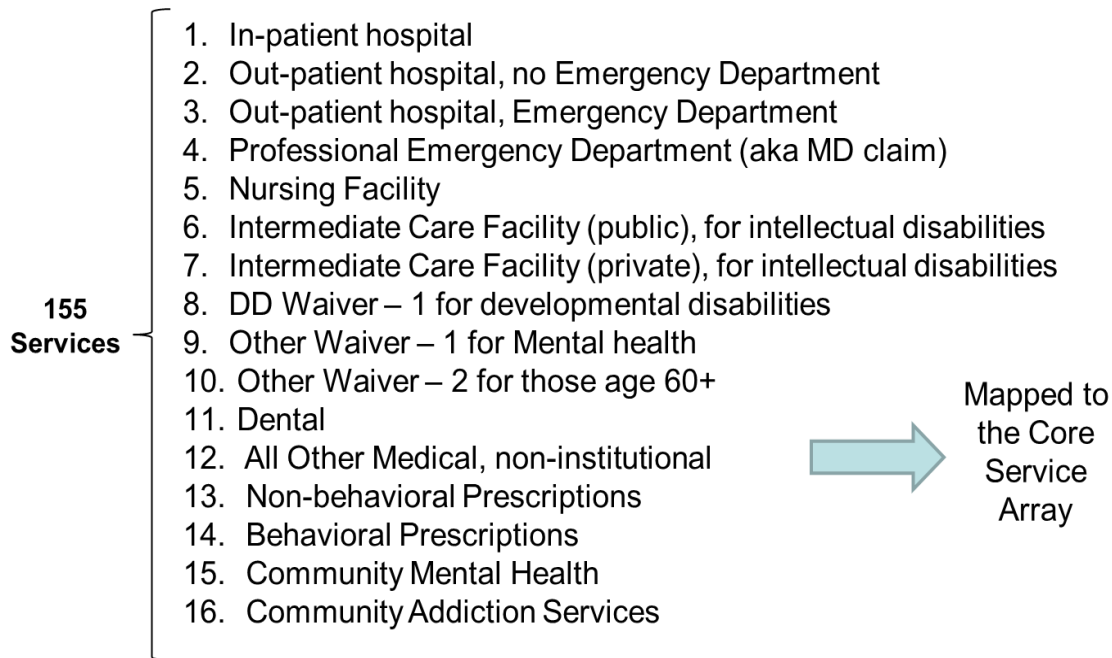 155
Services
1. In-patient hospital
2. Out-patient hospital, no Emergency Department
3. Out-patient hospital, Emergency Department
4. Professional Emergency Department (aka MD claim)
5. Nursing Facility
6. Intermediate Care Facility (public), for intellectual disabilities
7. Intermediate Care Facility (private), for intellectual disabilities
8. DD Waiver – 1 for developmental disabilities
9. Other Waiver – 1 for Mental health
10. Other Waiver – 2 for those age 60+
11. Dental
12. All Other Medical, non-institutional
13. Non-behavioral Prescriptions
14. Behavioral Prescriptions
15. Community Mental Health
16. Community Addiction Services
Mapped to
the Core
Service
Array